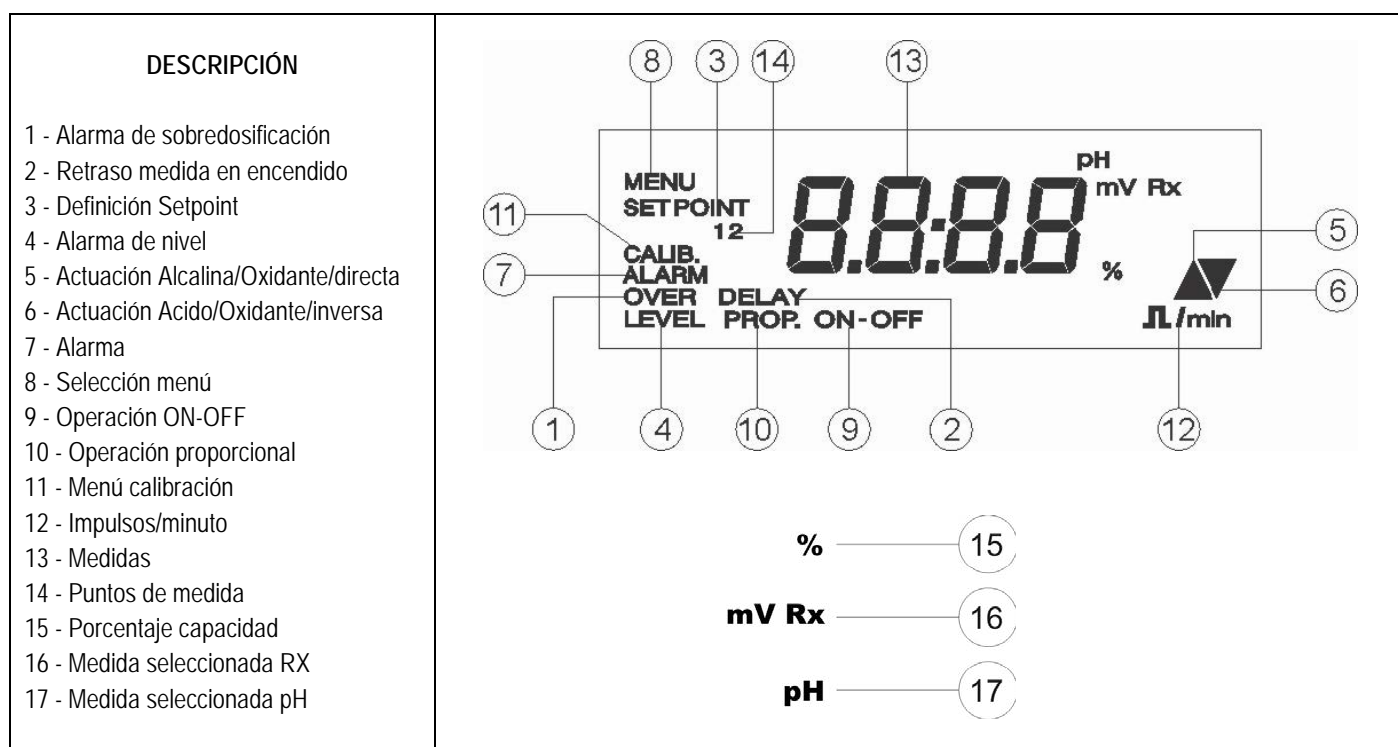 DESCRIPCIÓN
1 - Alarma de sobredosificación
2 - Retraso medida en encendido
3 - Definición Setpoint
4 - Alarma de nivel
5 - Actuación Alcalina/Oxidante/directa
6 - Actuación Acido/Oxidante/inversa
7 - Alarma
8 - Selección menú
9 - Operación ON-OFF
10 - Operación proporcional
11 - Menú calibración
12 - Impulsos/minuto
13 - Medidas
14 - Puntos de medida
15 - Porcentaje capacidad
16 - Medida seleccionada RX
17 - Medida seleccionada pH
8 3 14 13
pH
MENU mV Rx
SETPOINT 88:88
11 12 5
CALIB.
7 ALARM %
OVER DELAY 6
LEVEL PROP. ON-OFF /min
1 4 10 9 2 12
% 15
mV Rx 16
pH 17